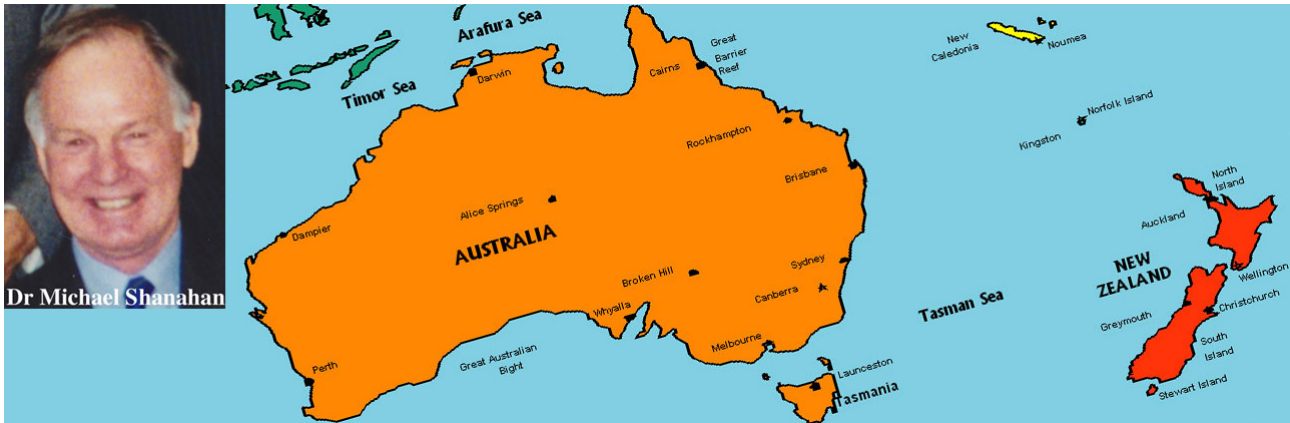 Dr Michael Shanahan
Arafura Sea
Timor Sea
Darwin
Cairns
Great
Barrier
Reef
New
Caledonia
Noumea
Norfolk Island
Kingston
Rockhampton
Brisbane
Alice Springs
Dampier
AUSTRALIA
Broken Hill
Sydney
Canberra
Whyalla
Melbourne
Great Australian
Bight
Perth
Launceston
Tasmania
Tasman Sea
North
Island
Auckland
NEW
ZEALAND
Wellington
Christchurch
Greymouth
South
Island
Stewart Island